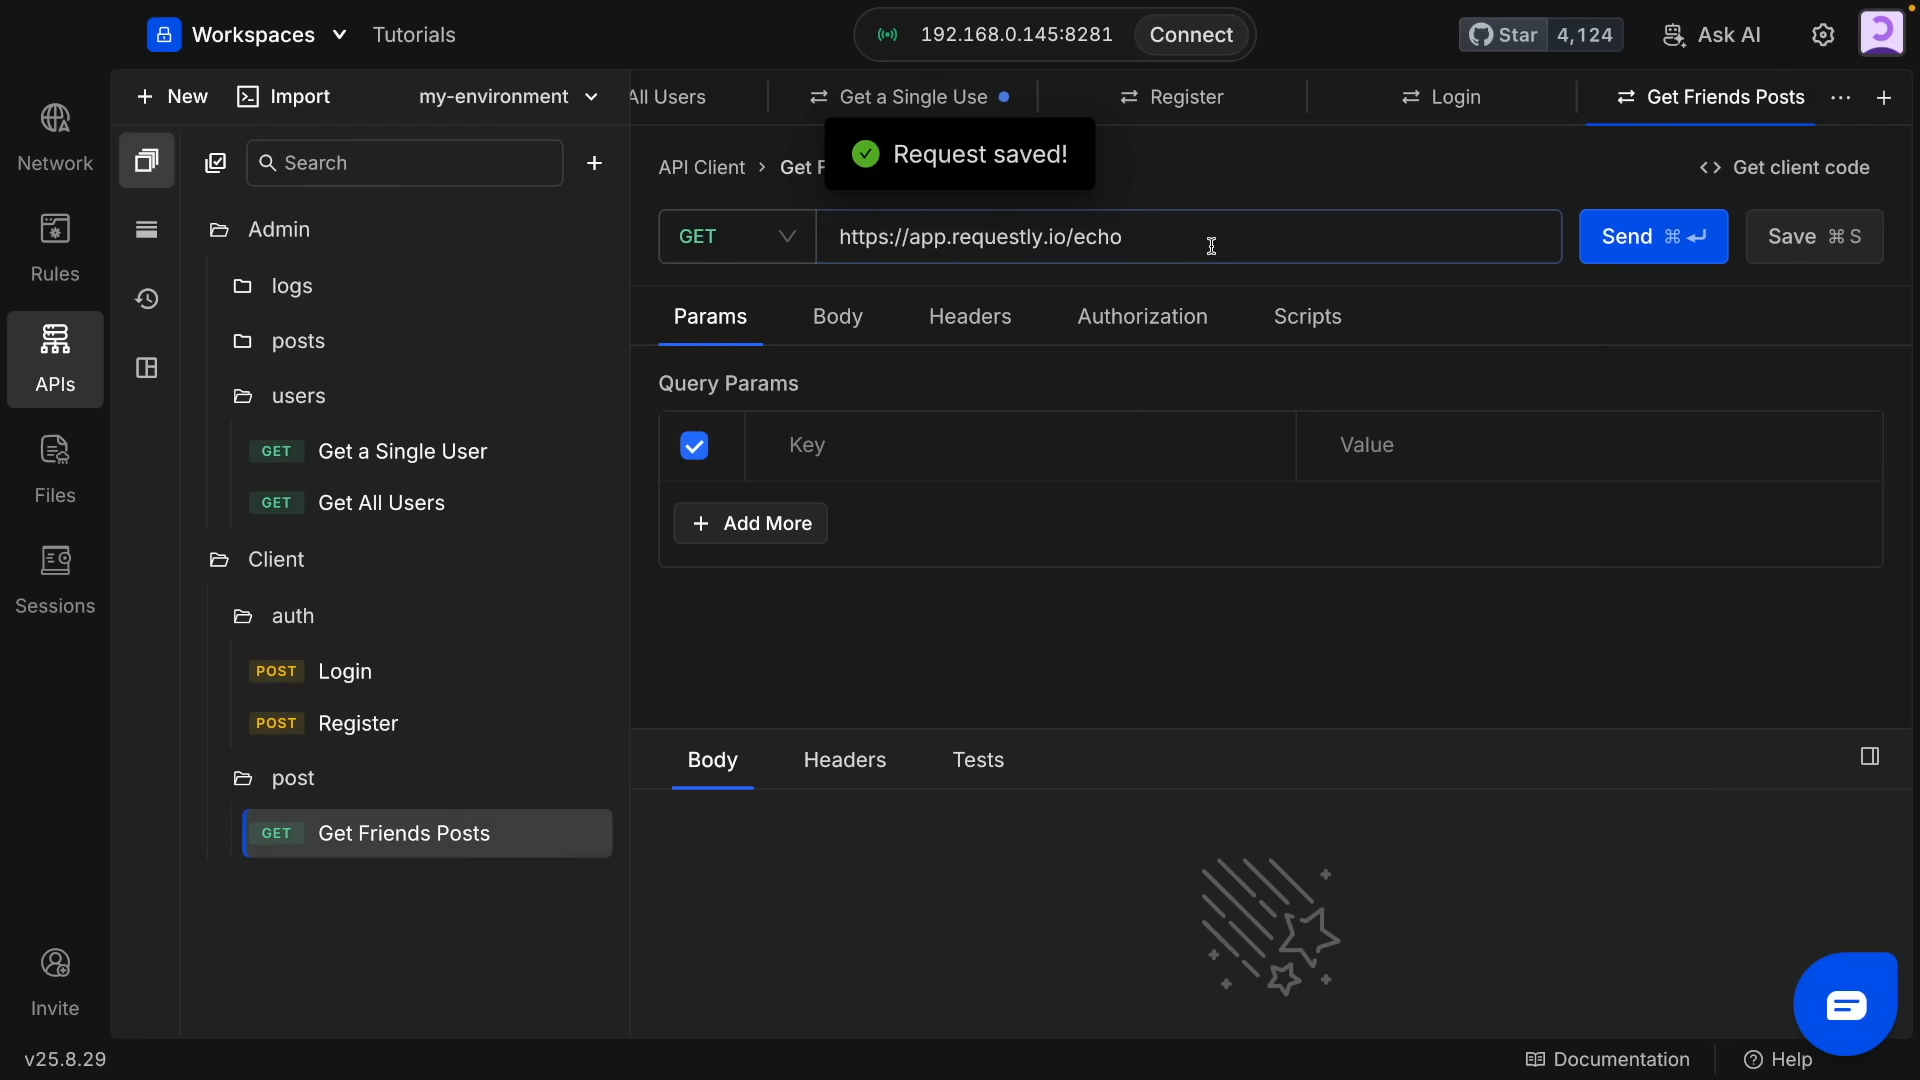 Workspaces
Tutorials
192.168.0.145:8281
Connect
Star 4,124
Ask AI
Network
Rules
APIs
Files
Sessions
Invite
v25.8.29
New
Import
my-environment
Search
Admin
logs
posts
users
GET Get a Single User
GET Get All Users
Client
auth
POST Login
POST Register
post
GET Get Friends Posts
All Users
Get a Single Use
Register
Login
Get Friends Posts
Request saved!
API Client > Get F
<> Get client code
GET
https://app.requestly.io/echo
Send ⌘ ↵
Save ⌘ S
Params
Body
Headers
Authorization
Scripts
Query Params
Key
Value
+ Add More
Body
Headers
Tests
Documentation
Help